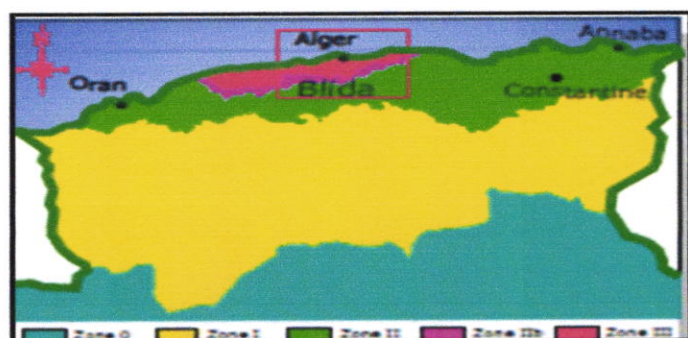 Annaba
Alger
Oran
Blida
Constantine
Zone 0 Zone I Zone II Zone IIb Zone III